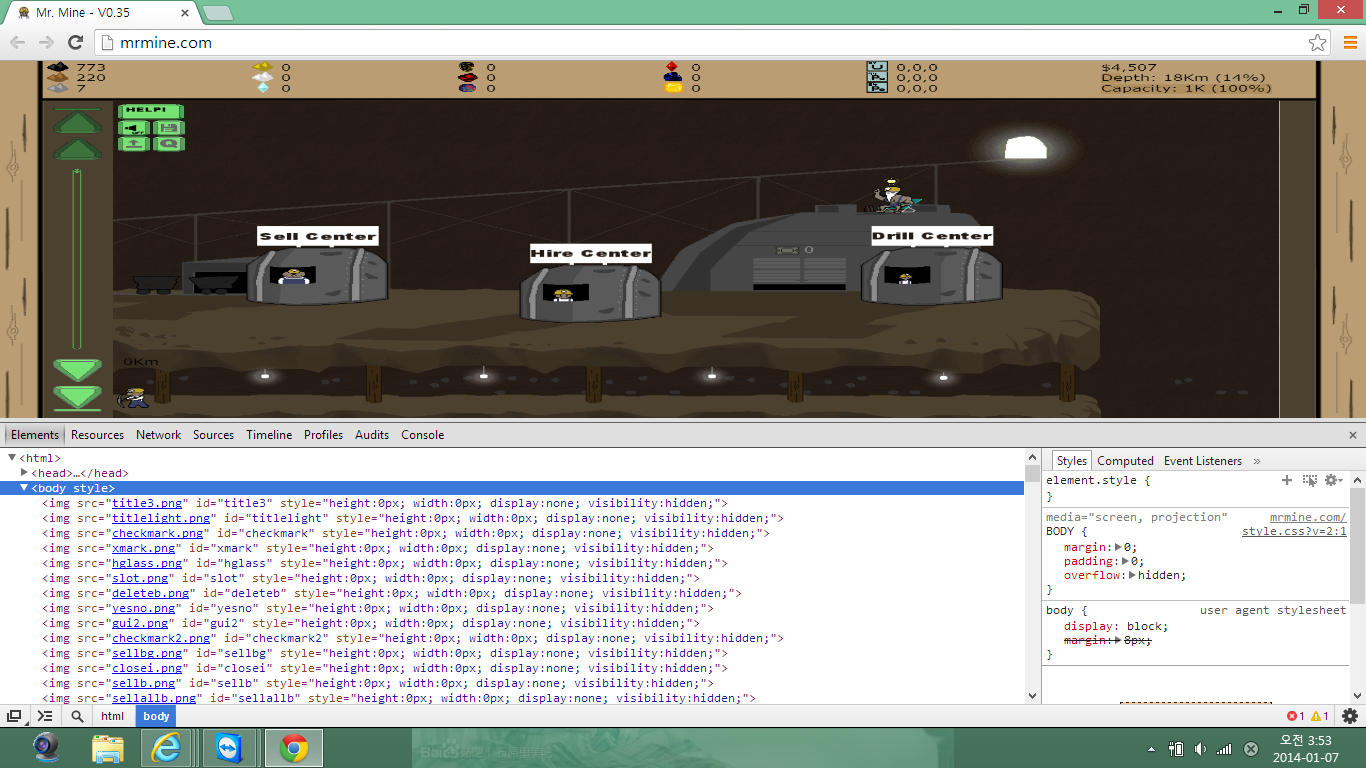 Mr. Mine - V0.35
mrmine.com
773 0 0 0 0,0,0 $4,507
220 0 0 0 0,0,0 Depth: 18Km (14%)
7 0 0 0 0,0,0 Capacity: 1K (100%)
HELP!
Q
Sell Center
Hire Center
Drill Center
0
0Km
Elements Resources Network Sources Timeline Profiles Audits Console
<html>
<head>…</head>
<body style>
<img src="title3.png" id="title3" style="height:0px; width:0px; display:none; visibility:hidden;">
<img src="titlelight.png" id="titlelight" style="height:0px; width:0px; display:none; visibility:hidden;">
<img src="checkmark.png" id="checkmark" style="height:0px; width:0px; display:none; visibility:hidden;">
<img src="xmark.png" id="xmark" style="height:0px; width:0px; display:none; visibility:hidden;">
<img src="hglass.png" id="hglass" style="height:0px; width:0px; display:none; visibility:hidden;">
<img src="slot.png" id="slot" style="height:0px; width:0px; display:none; visibility:hidden;">
<img src="deleteb.png" id="deleteb" style="height:0px; width:0px; display:none; visibility:hidden;">
<img src="yesno.png" id="yesno" style="height:0px; width:0px; display:none; visibility:hidden;">
<img src="gui2.png" id="gui2" style="height:0px; width:0px; display:none; visibility:hidden;">
<img src="checkmark2.png" id="checkmark2" style="height:0px; width:0px; display:none; visibility:hidden;">
<img src="sellbg.png" id="sellbg" style="height:0px; width:0px; display:none; visibility:hidden;">
<img src="closei.png" id="closei" style="height:0px; width:0px; display:none; visibility:hidden;">
<img src="sellb.png" id="sellb" style="height:0px; width:0px; display:none; visibility:hidden;">
<img src="sellallb.png" id="sellallb" style="height:0px; width:0px; display:none; visibility:hidden;">
Styles Computed Event Listeners »
element.style {
}
media="screen, projection" mrmine.com/
BODY { style.css?v=2:1
margin: 0;
padding: 0;
overflow: hidden;
}
body { user agent stylesheet
display: block;
margin: 8px;
}
html body
1 1
오전 3:53
2014-01-07